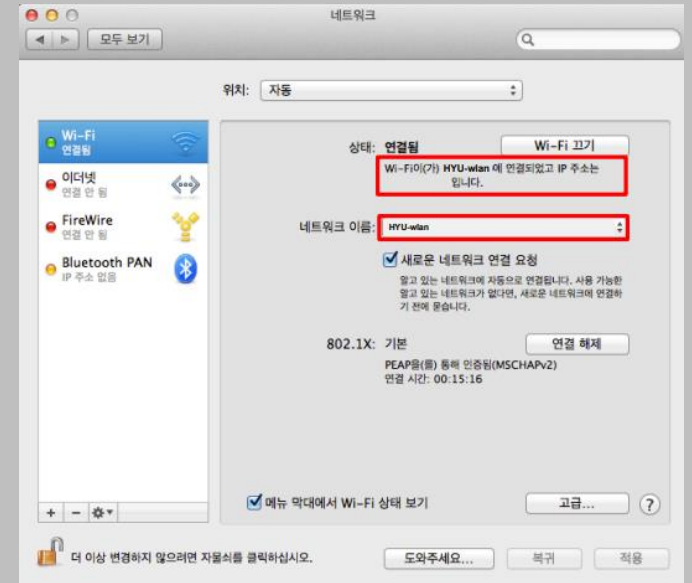 네트워크
모두 보기
위치: 자동
Wi-Fi
연결됨
이더넷
연결 안 됨
FireWire
연결 안 됨
Bluetooth PAN
IP 주소 없음
상태: 연결됨
Wi-Fi 끄기
Wi-Fi이(가) HYU-wlan 에 연결되었고 IP 주소는
입니다.
네트워크 이름: HYU-wlan
새로운 네트워크 연결 요청
알고 있는 네트워크에 자동으로 연결됩니다. 사용 가능한
알고 있는 네트워크가 없다면, 새로운 네트워크에 연결하
기 전에 묻습니다.
802.1X: 기본
연결 해제
PEAP을(를) 통해 인증됨(MSCHAPv2)
연결 시간: 00:15:16
메뉴 막대에서 Wi-Fi 상태 보기
고급...
?
더 이상 변경하지 않으려면 자물쇠를 클릭하십시오.
도와주세요...
복귀
적용